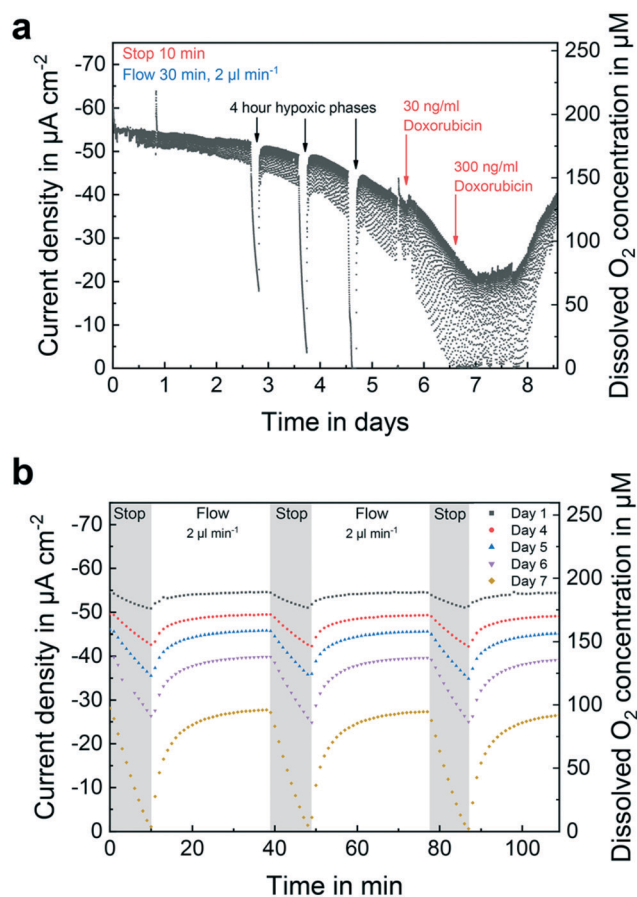 a
Stop 10 min
Flow 30 min, 2 µl min⁻¹
4 hour hypoxic phases
30 ng/ml
Doxorubicin
300 ng/ml
Doxorubicin
Current density in µA cm⁻²
-70
-60
-50
-40
-30
-20
-10
0
Dissolved O₂ concentration in µM
250
200
150
100
50
0
0 1 2 3 4 5 6 7 8
Time in days
b
Stop Flow Stop Flow Stop
2 µl min⁻¹ 2 µl min⁻¹
Day 1
Day 4
Day 5
Day 6
Day 7
Current density in µA cm⁻²
-70
-60
-50
-40
-30
-20
-10
0
Dissolved O₂ concentration in µM
250
200
150
100
50
0
0 20 40 60 80 100
Time in min